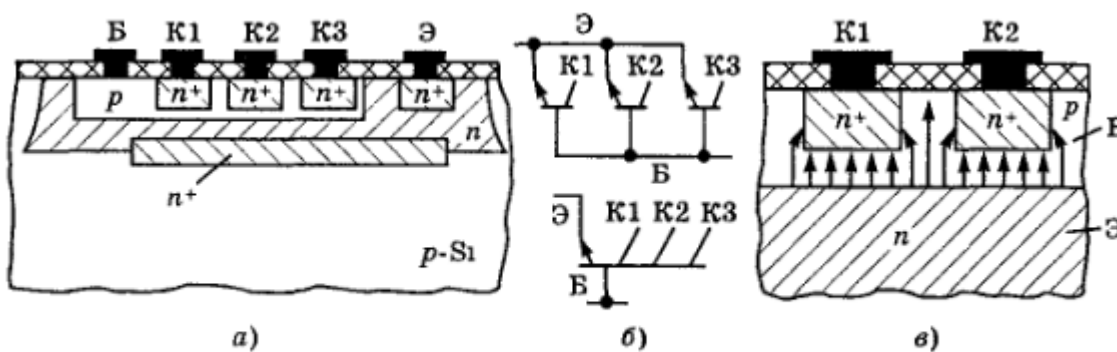 Б К1 К2 К3 Э
p n+ n+ n+ n+
n
n+
p-Si
а)
Э
К1 К2 К3
Б
Э К1 К2 К3
Б
б)
К1 К2
n+ n+ p
Б
n Э
в)